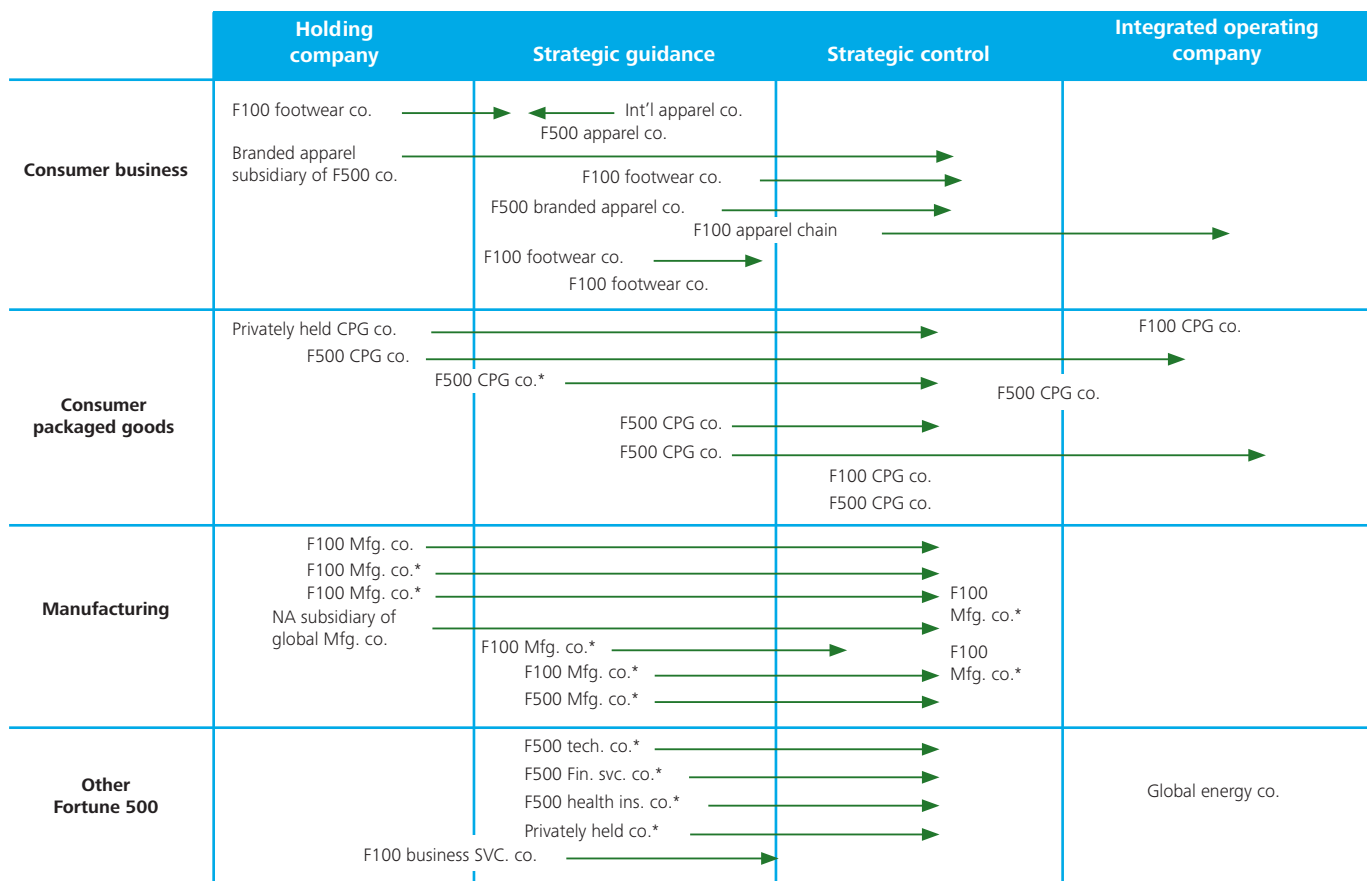 Holding
company
Strategic guidance
Strategic control
Integrated operating
company
Consumer business
F100 footwear co.
Int’l apparel co.
F500 apparel co.
Branded apparel
subsidiary of F500 co.
F100 footwear co.
F500 branded apparel co.
F100 apparel chain
F100 footwear co.
F100 footwear co.
Consumer
packaged goods
Privately held CPG co.
F100 CPG co.
F500 CPG co.
F500 CPG co.*
F500 CPG co.
F500 CPG co.
F500 CPG co.
F100 CPG co.
F500 CPG co.
Manufacturing
F100 Mfg. co.
F100 Mfg. co.*
F100 Mfg. co.*
F100
Mfg. co.*
NA subsidiary of
global Mfg. co.
F100 Mfg. co.*
F100
Mfg. co.*
F100 Mfg. co.*
F500 Mfg. co.*
Other
Fortune 500
F500 tech. co.*
F500 Fin. svc. co.*
Global energy co.
F500 health ins. co.*
Privately held co.*
F100 business SVC. co.